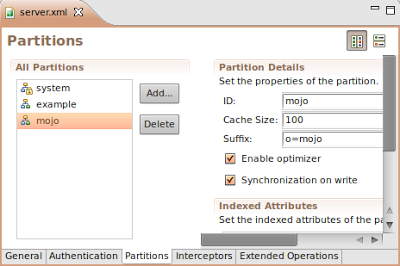 server.xml
Partitions
All Partitions
system
example
mojo
Add...
Delete
Partition Details
Set the properties of the partition.
ID: mojo
Cache Size: 100
Suffix: o=mojo
Enable optimizer
Synchronization on write
Indexed Attributes
Set the indexed attributes of the pa
General Authentication Partitions Interceptors Extended Operations